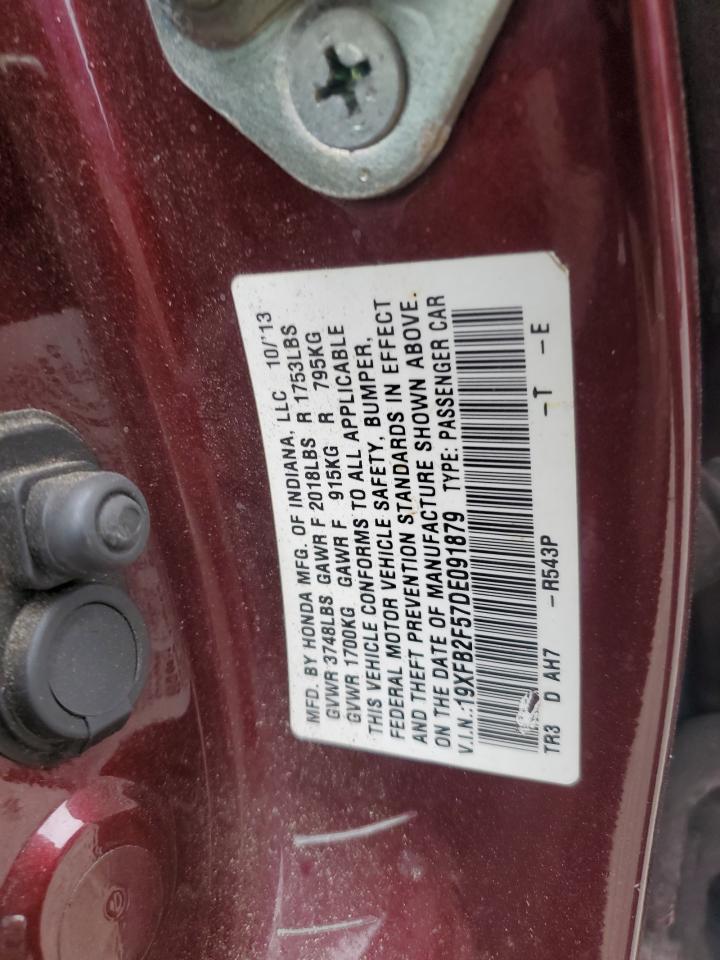 MFD. BY HONDA MFG. OF INDIANA, LLC 10/'13
GVWR 3748LBS GAWR F 2018LBS R 1753LBS
GVWR 1700KG GAWR F 915KG R 795KG
THIS VEHICLE CONFORMS TO ALL APPLICABLE
FEDERAL MOTOR VEHICLE SAFETY, BUMPER,
AND THEFT PREVENTION STANDARDS IN EFFECT
ON THE DATE OF MANUFACTURE SHOWN ABOVE.
V.I.N.:19XFB2F57DE091879 TYPE: PASSENGER CAR
TR3 D AH7 -R543P -T -E